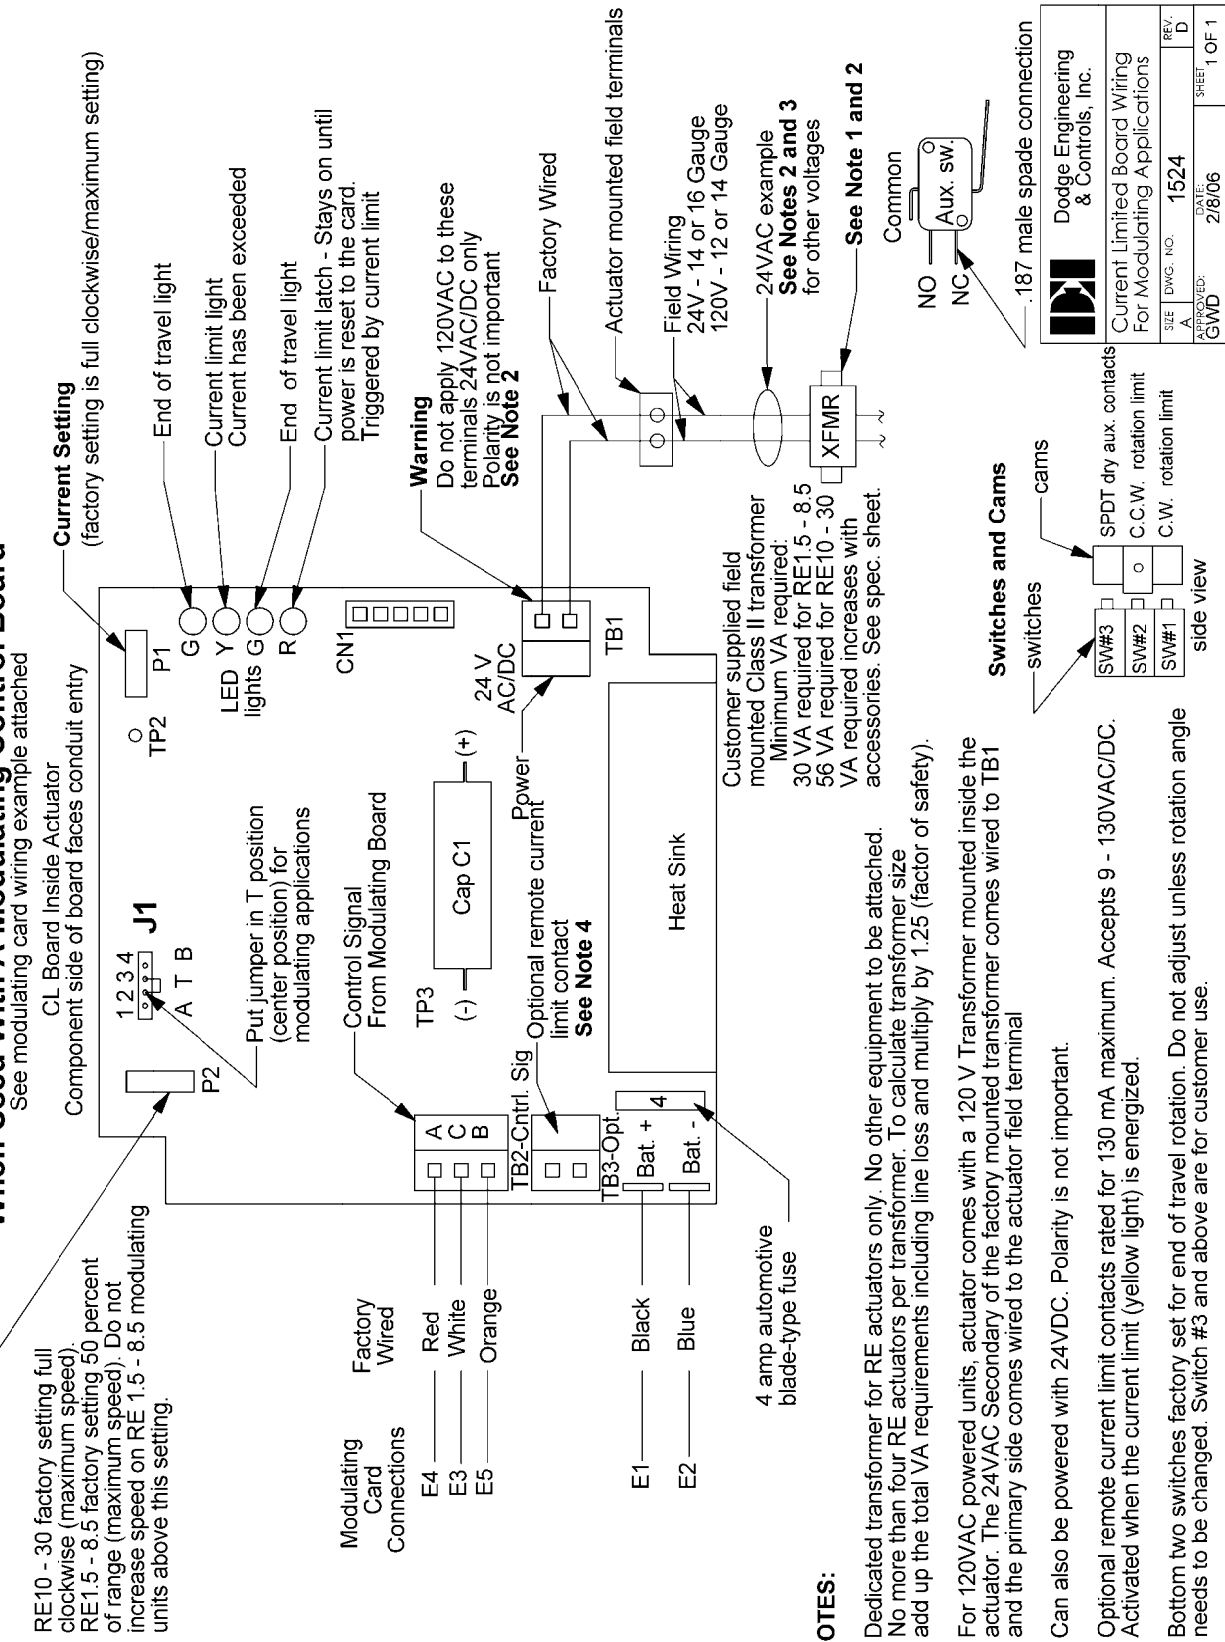 When Used With A Modulating Control Board
See modulating card wiring example attached
CL Board Inside Actuator
Component side of board faces conduit entry
RE10 - 30 factory setting full
clockwise (maximum speed).
RE1.5 - 8.5 factory setting 50 percent
of range (maximum speed). Do not
increase speed on RE 1.5 - 8.5 modulating
units above this setting.
P2
1 2 3 4
J1
A T B
Put jumper in T position
(center position) for
modulating applications
TP2
P1
Current Setting
(factory setting is full clockwise/maximum setting)
G
Y
G
R
LED
lights
End of travel light
Current limit light
Current has been exceeded
End of travel light
Current limit latch - Stays on until
power is reset to the card.
Triggered by current limit
CN1
Control Signal
From Modulating Board
TP3
(-)
Cap C1
(+)
24 V
AC/DC
TB1
Power
Warning
Do not apply 120VAC to these
terminals 24VAC/DC only
Polarity is not important
See Note 2
Factory Wired
Actuator mounted field terminals
Field Wiring
24V - 14 or 16 Gauge
120V - 12 or 14 Gauge
24VAC example
See Notes 2 and 3
for other voltages
XFMR
See Note 1 and 2
Customer supplied field
mounted Class II transformer
Minimum VA required:
30 VA required for RE1.5 - 8.5
56 VA required for RE10 - 30
VA required increases with
accessories. See spec. sheet.
Modulating
Card
Connections
Factory
Wired
E4 Red A
E3 White C
E5 Orange B
TB2-Cntrl. Sig
Optional remote current
limit contact
See Note 4
TB3-Opt.
E1 Black Bat. +
E2 Blue Bat. -
4
4 amp automotive
blade-type fuse
Heat Sink
OTES:
Dedicated transformer for RE actuators only. No other equipment to be attached.
No more than four RE actuators per transformer. To calculate transformer size
add up the total VA requirements including line loss and multiply by 1.25 (factor of safety).
For 120VAC powered units, actuator comes with a 120 V Transformer mounted inside the
actuator. The 24VAC Secondary of the factory mounted transformer comes wired to TB1
and the primary side comes wired to the actuator field terminal
Can also be powered with 24VDC. Polarity is not important.
Optional remote current limit contacts rated for 130 mA maximum. Accepts 9 - 130VAC/DC.
Activated when the current limit (yellow light) is energized.
Bottom two switches factory set for end of travel rotation. Do not adjust unless rotation angle
needs to be changed. Switch #3 and above are for customer use.
Switches and Cams
switches
cams
SW#3 SPDT dry aux. contacts
SW#2 C.C.W. rotation limit
SW#1 C.W. rotation limit
side view
Common
NO
NC
Aux. sw.
.187 male spade connection
Dodge Engineering
& Controls, Inc.
Current Limited Board Wiring
For Modulating Applications
SIZE
A
DWG. NO.
1524
REV.
D
APPROVED:
GWD
DATE:
2/8/06
SHEET
1 OF 1